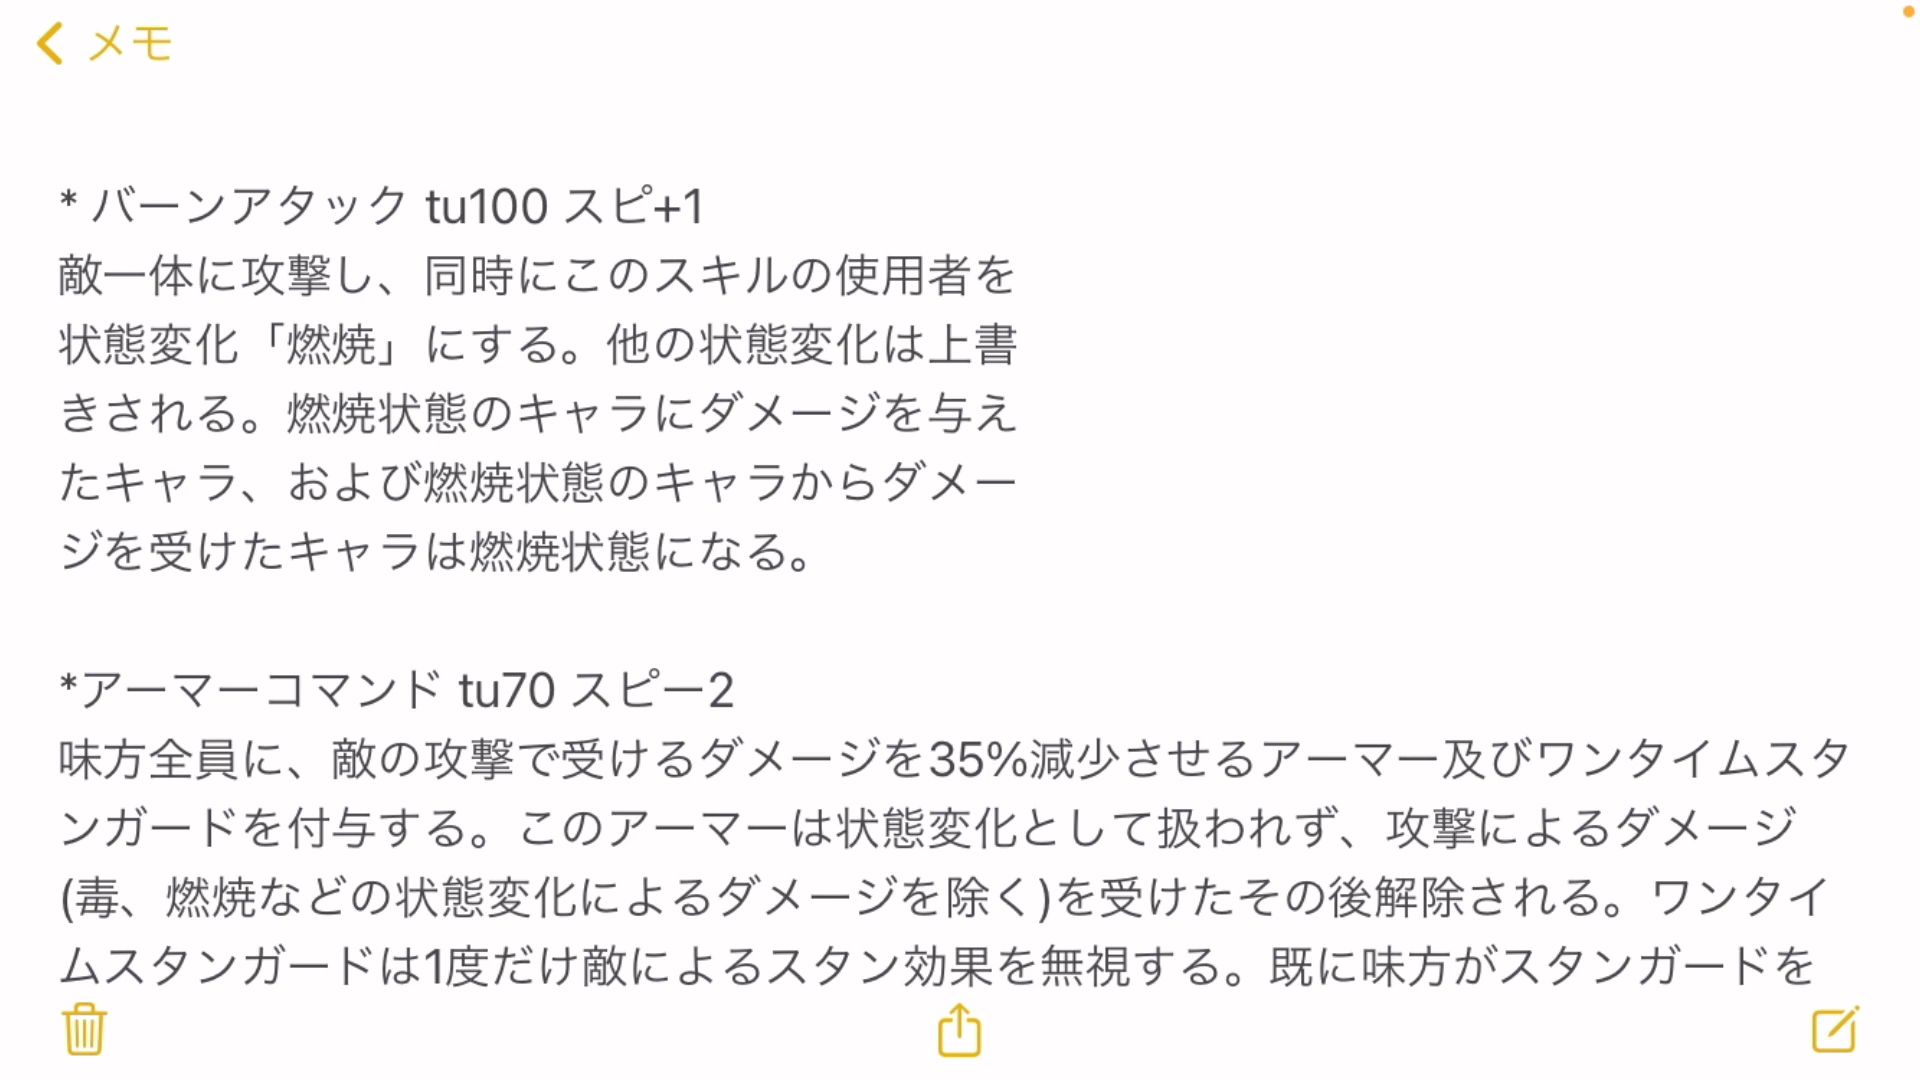 メモ
* バーンアタック tu100 スピ+1
敵一体に攻撃し、同時にこのスキルの使用者を
状態変化「燃焼」にする。他の状態変化は上書
きされる。燃焼状態のキャラにダメージを与え
たキャラ、および燃焼状態のキャラからダメー
ジを受けたキャラは燃焼状態になる。
*アーマーコマンド tu70 スピー2
味方全員に、敵の攻撃で受けるダメージを35%減少させるアーマー及びワンタイムスタ
ンガードを付与する。このアーマーは状態変化として扱われず、攻撃によるダメージ
(毒、燃焼などの状態変化によるダメージを除く)を受けたその後解除される。ワンタイ
ムスタンガードは1度だけ敵によるスタン効果を無視する。既に味方がスタンガードを